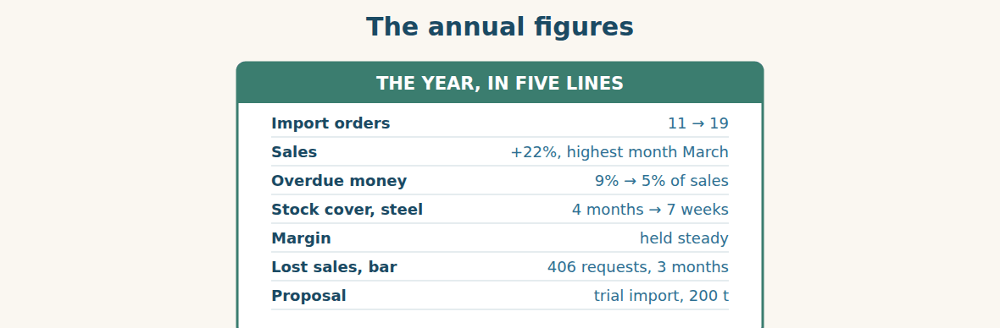 The annual figures
THE YEAR, IN FIVE LINES
Import orders 11 → 19
Sales +22%, highest month March
Overdue money 9% → 5% of sales
Stock cover, steel 4 months → 7 weeks
Margin held steady
Lost sales, bar 406 requests, 3 months
Proposal trial import, 200 t